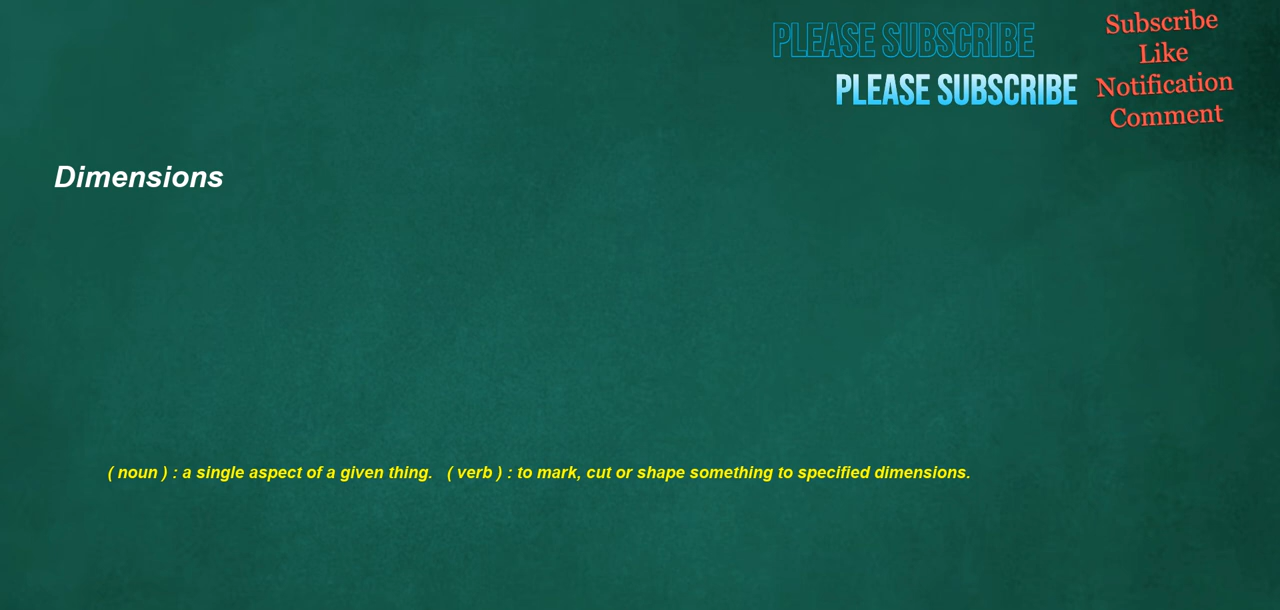 PLEASE SUBSCRIBE
PLEASE SUBSCRIBE
Subscribe
Like
Notification
Comment
Dimensions
( noun ) : a single aspect of a given thing. ( verb ) : to mark, cut or shape something to specified dimensions.